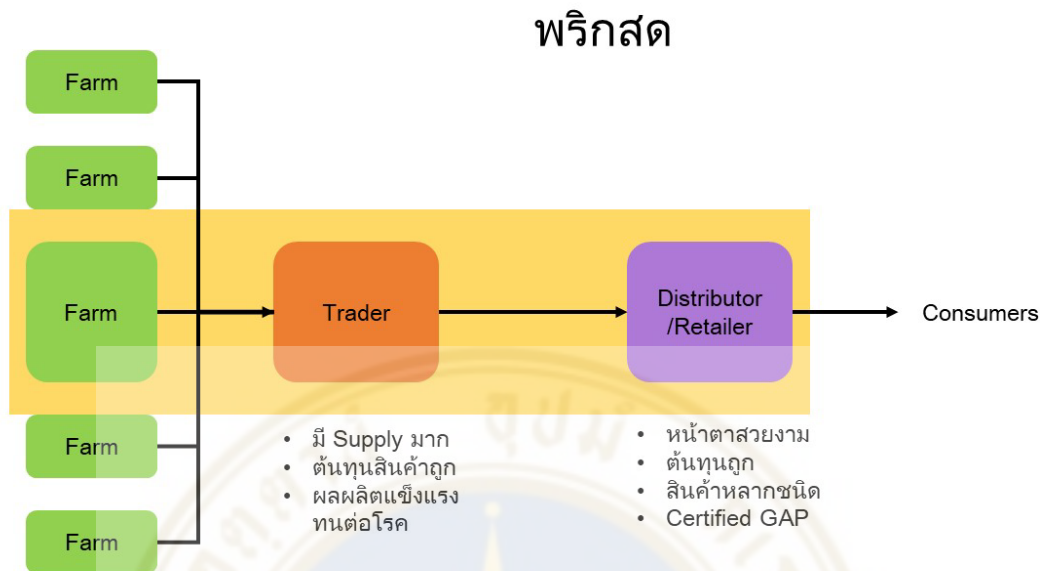 พริกสด
Farm
Farm
Farm
Farm
Farm
Trader
Distributor
/Retailer
Consumers
• มี Supply มาก
• ต้นทุนสินค้าถูก
• ผลผลิตแข็งแรง
ทนต่อโรค
• หน้าตาสวยงาม
• ต้นทุนถูก
• สินค้าหลากชนิด
• Certified GAP